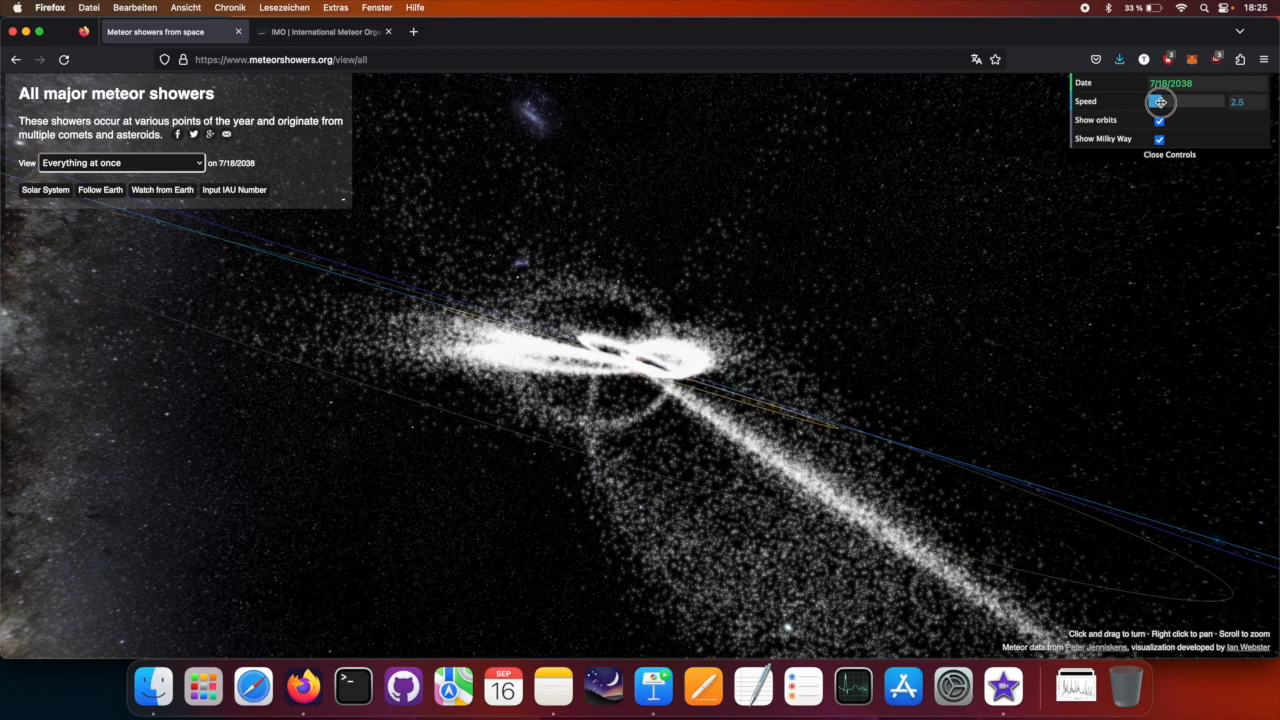 Firefox Datei Bearbeiten Ansicht Chronik Lesezeichen Extras Fenster Hilfe 33 % 18:25
Meteor showers from space IMO | International Meteor Orga
https://www.meteorshowers.org/view/all
All major meteor showers
These showers occur at various points of the year and originate from
multiple comets and asteroids.
View Everything at once on 7/18/2038
Solar System Follow Earth Watch from Earth Input IAU Number
Date 7/18/2038
Speed 2.5
Show orbits
Show Milky Way
Close Controls
Click and drag to turn · Right click to pan · Scroll to zoom
Meteor data from Peter Jenniskens, visualization developed by Ian Webster
SEP
16